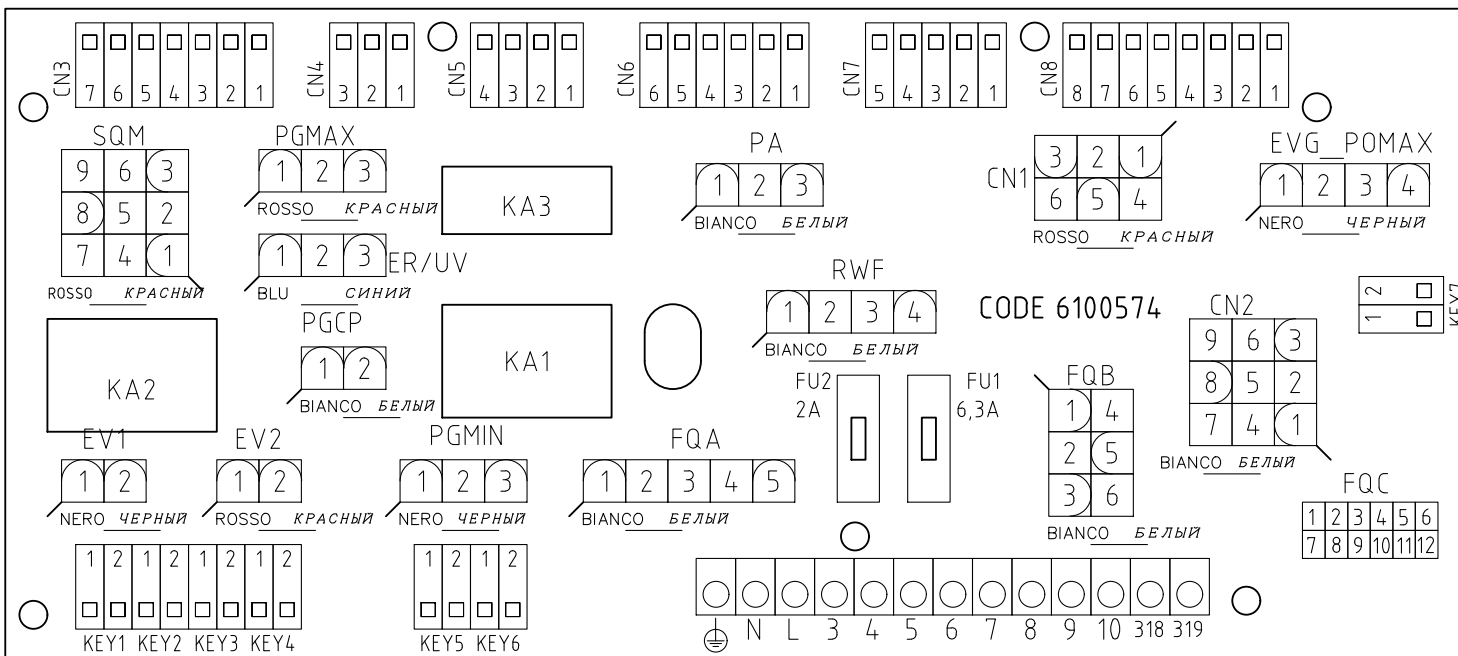 CN3
7 6 5 4 3 2 1
CN4
3 2 1
CN5
4 3 2 1
CN6
6 5 4 3 2 1
CN7
5 4 3 2 1
CN8
8 7 6 5 4 3 2 1
SQM
9 6 3
8 5 2
7 4 1
ROSSO КРАСНЫЙ
PGMAX
1 2 3
ROSSO КРАСНЫЙ
1 2 3
ER/UV
BLU СИНИЙ
KA3
PA
1 2 3
BIANCO БЕЛЫЙ
CN1
3 2 1
6 5 4
ROSSO КРАСНЫЙ
EVG_POMAX
1 2 3 4
NERO ЧЕРНЫЙ
KEY7
2
1
KA2
PGCP
1 2
BIANCO БЕЛЫЙ
KA1
RWF
1 2 3 4
BIANCO БЕЛЫЙ
CODE 6100574
CN2
9 6 3
8 5 2
7 4 1
BIANCO БЕЛЫЙ
FU2
2A
FU1
6,3A
FQB
1 4
2 5
3 6
BIANCO БЕЛЫЙ
EV1
1 2
NERO ЧЕРНЫЙ
EV2
1 2
ROSSO КРАСНЫЙ
PGMIN
1 2 3
NERO ЧЕРНЫЙ
FQA
1 2 3 4 5
BIANCO БЕЛЫЙ
FQC
1 2 3 4 5 6
7 8 9 10 11 12
1 2 1 2 1 2 1 2
KEY1 KEY2 KEY3 KEY4
1 2 1 2
KEY5 KEY6
N L 3 4 5 6 7 8 9 10 318 319